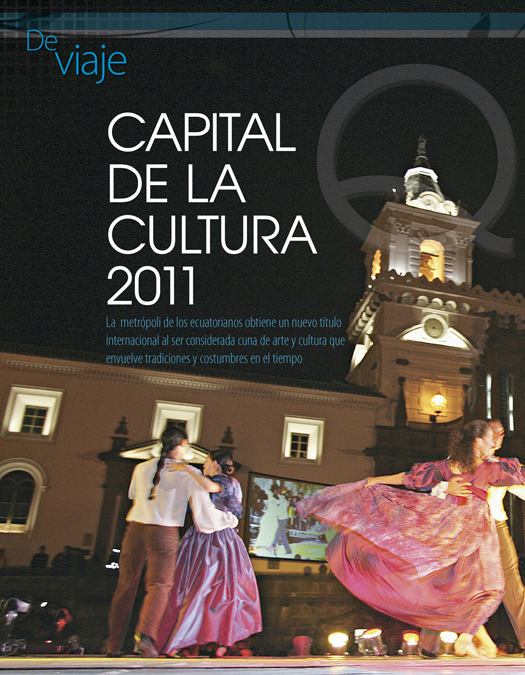 De
viaje
CAPITAL
DE LA
CULTURA
2011
La metrópoli de los ecuatorianos obtiene un nuevo título
internacional al ser considerada cuna de arte y cultura que
envuelve tradiciones y costumbres en el tiempo
Q